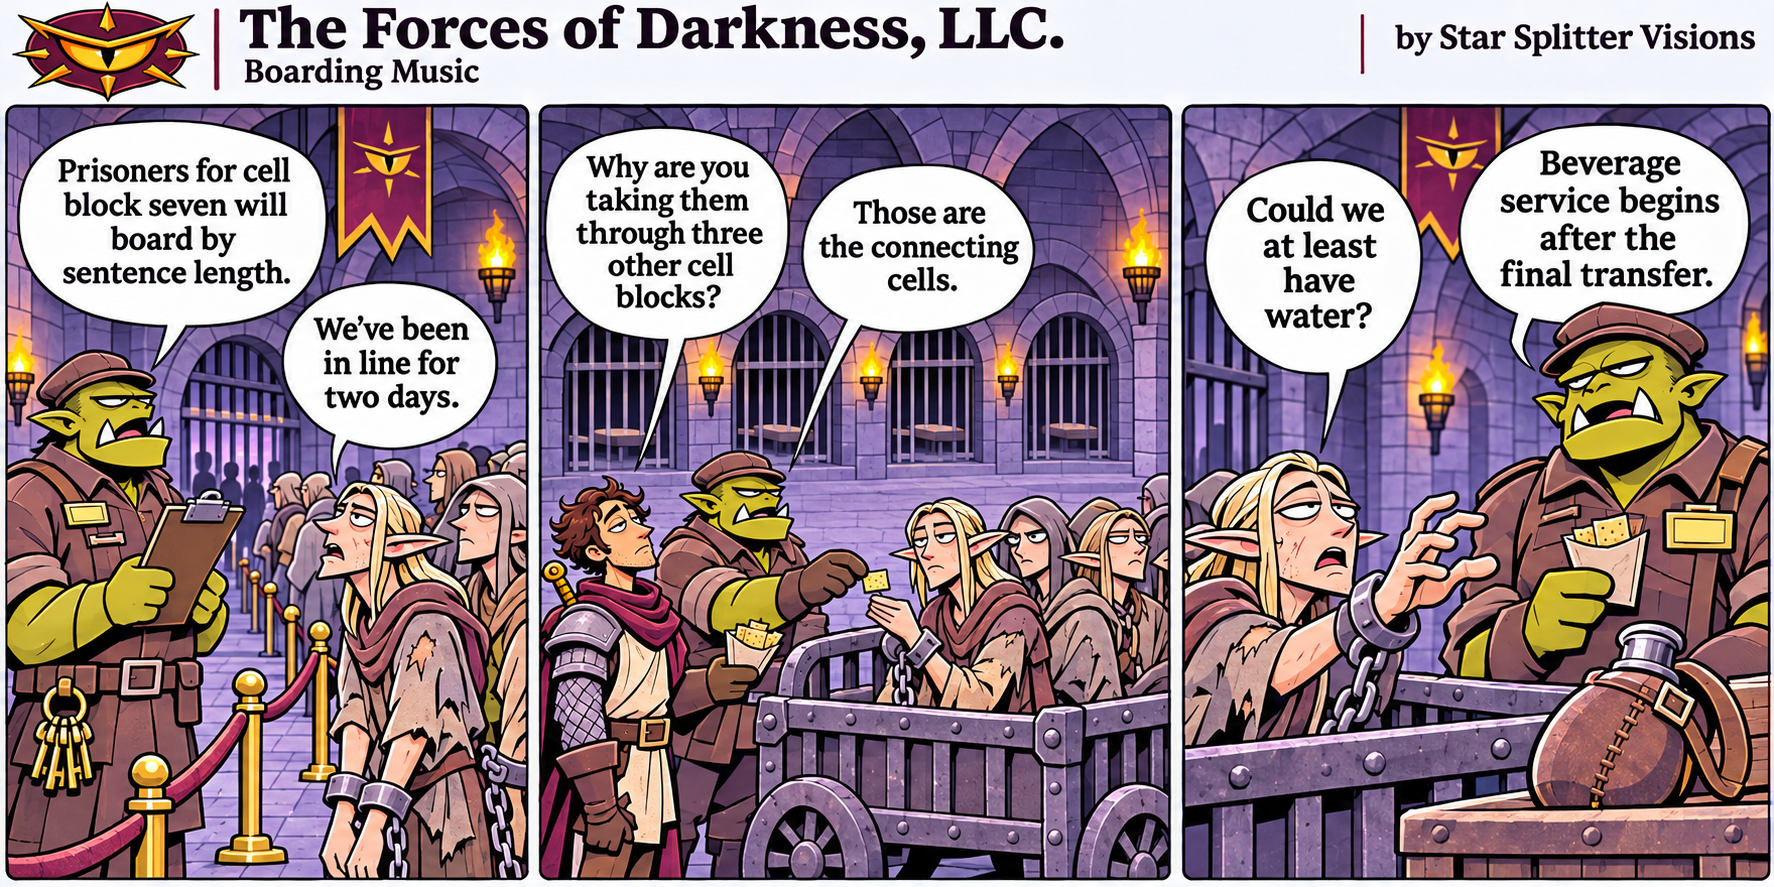 The Forces of Darkness, LLC.
Boarding Music
by Star Splitter Visions
Prisoners for cell
block seven will
board by
sentence length.
We've been
in line for
two days.
Why are you
taking them
through three
other cell
blocks?
Those are
the connecting
cells.
Could we
at least
have
water?
Beverage
service begins
after the
final transfer.